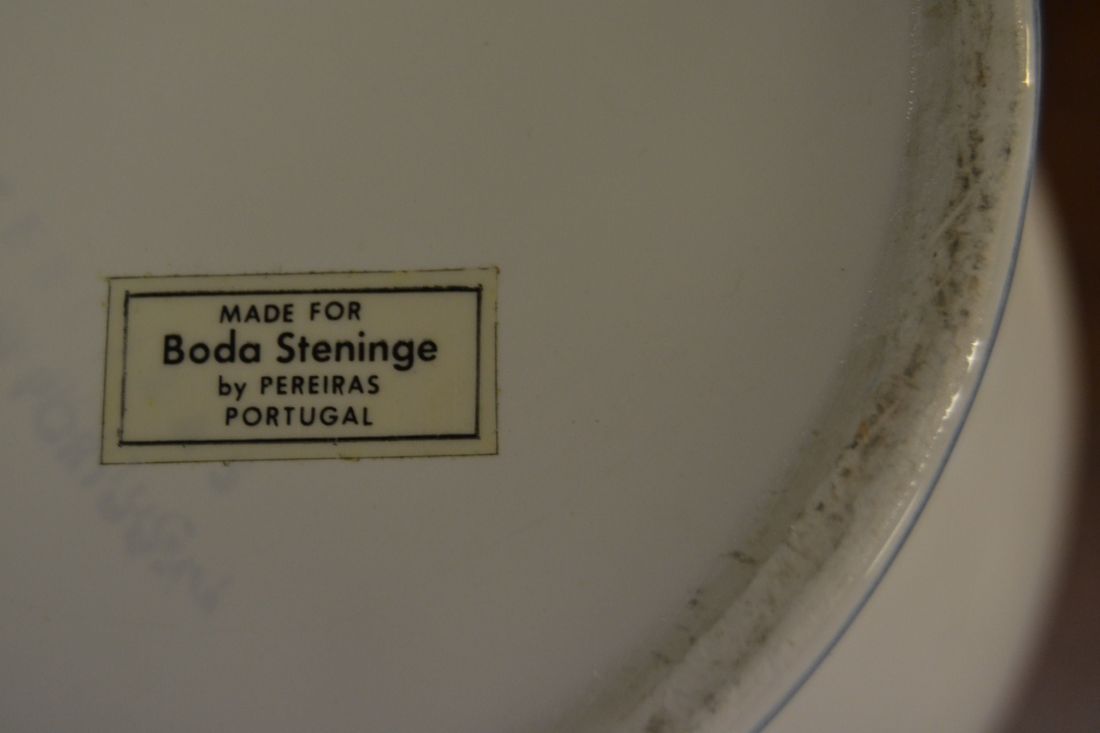 MADE FOR
Boda Steninge
by PEREIRAS
PORTUGAL